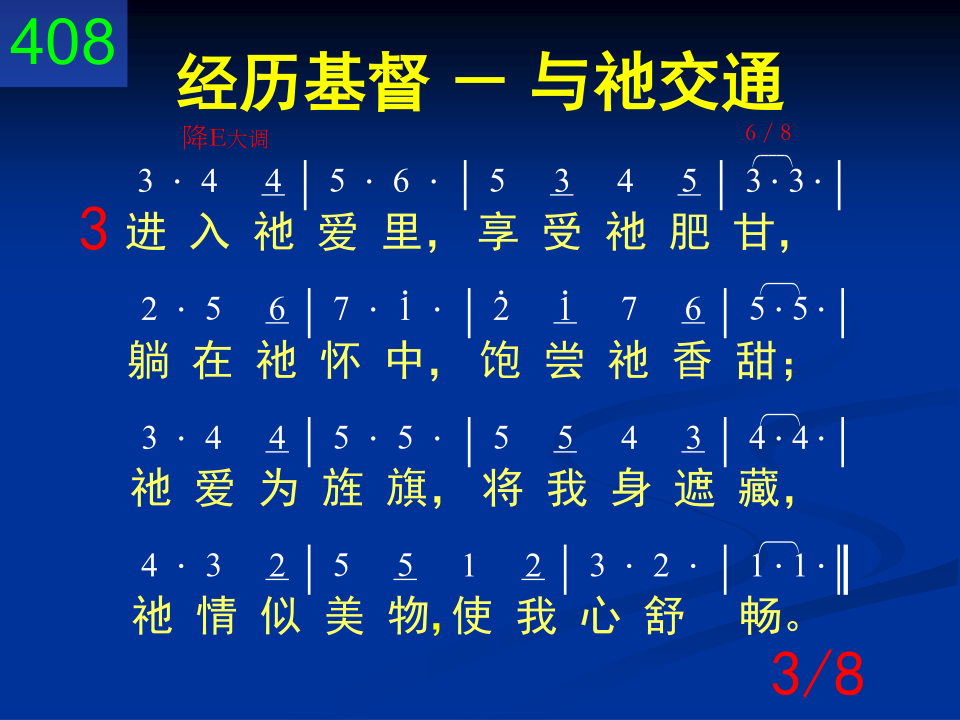 408
经历基督 － 与祂交通
降E大调 6/8
3 · 4 4 | 5 · 6 · | 5 3 4 5 | 3 · 3 · |
3 进 入 祂 爱 里， 享 受 祂 肥 甘，
2 · 5 6 | 7 · 1̇ · | 2̇ 1̇ 7 6 | 5 · 5 · |
躺 在 祂 怀 中， 饱 尝 祂 香 甜；
3 · 4 4 | 5 · 5 · | 5 5 4 3 | 4 · 4 · |
祂 爱 为 旌 旗， 将 我 身 遮 藏，
4 · 3 2 | 5 5 1 2 | 3 · 2 · | 1 · 1 · ‖
祂 情 似 美 物，使 我 心 舒 畅。
3/8